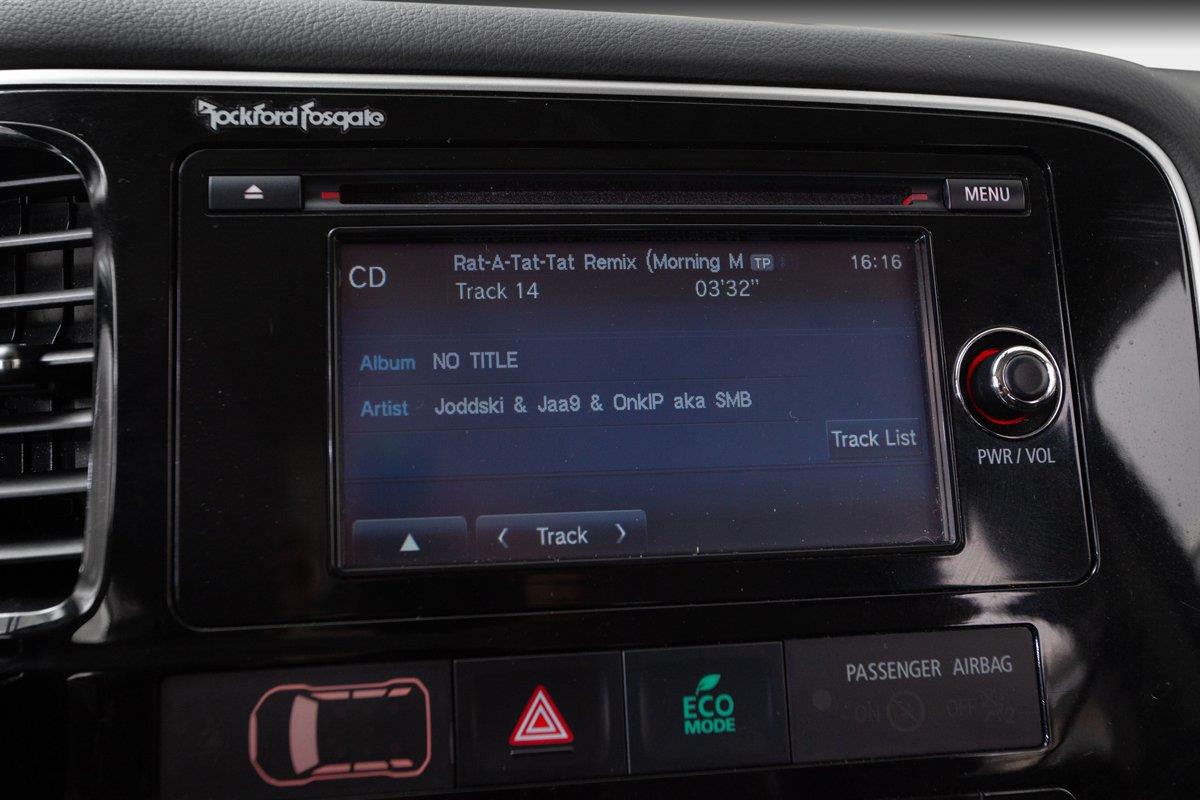 Rockford Fosgate
MENU
CD
Rat-A-Tat-Tat Remix (Morning M TP
16:16
Track 14
03'32"
Album NO TITLE
Artist Joddski & Jaa9 & OnklP aka SMB
Track List
PWR / VOL
< Track >
ECO
MODE
PASSENGER AIRBAG
ON OFF